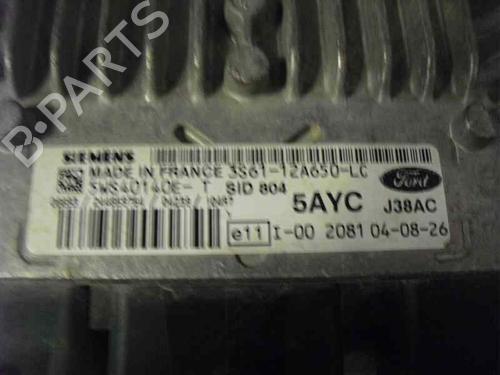 B-PARTS
SIEMENS
MADE IN FRANCE 3S61-12A650-LC
5WS40140E-T SID 804
Ford
5AYC J38AC
e11 I-00 2081 04-08-26